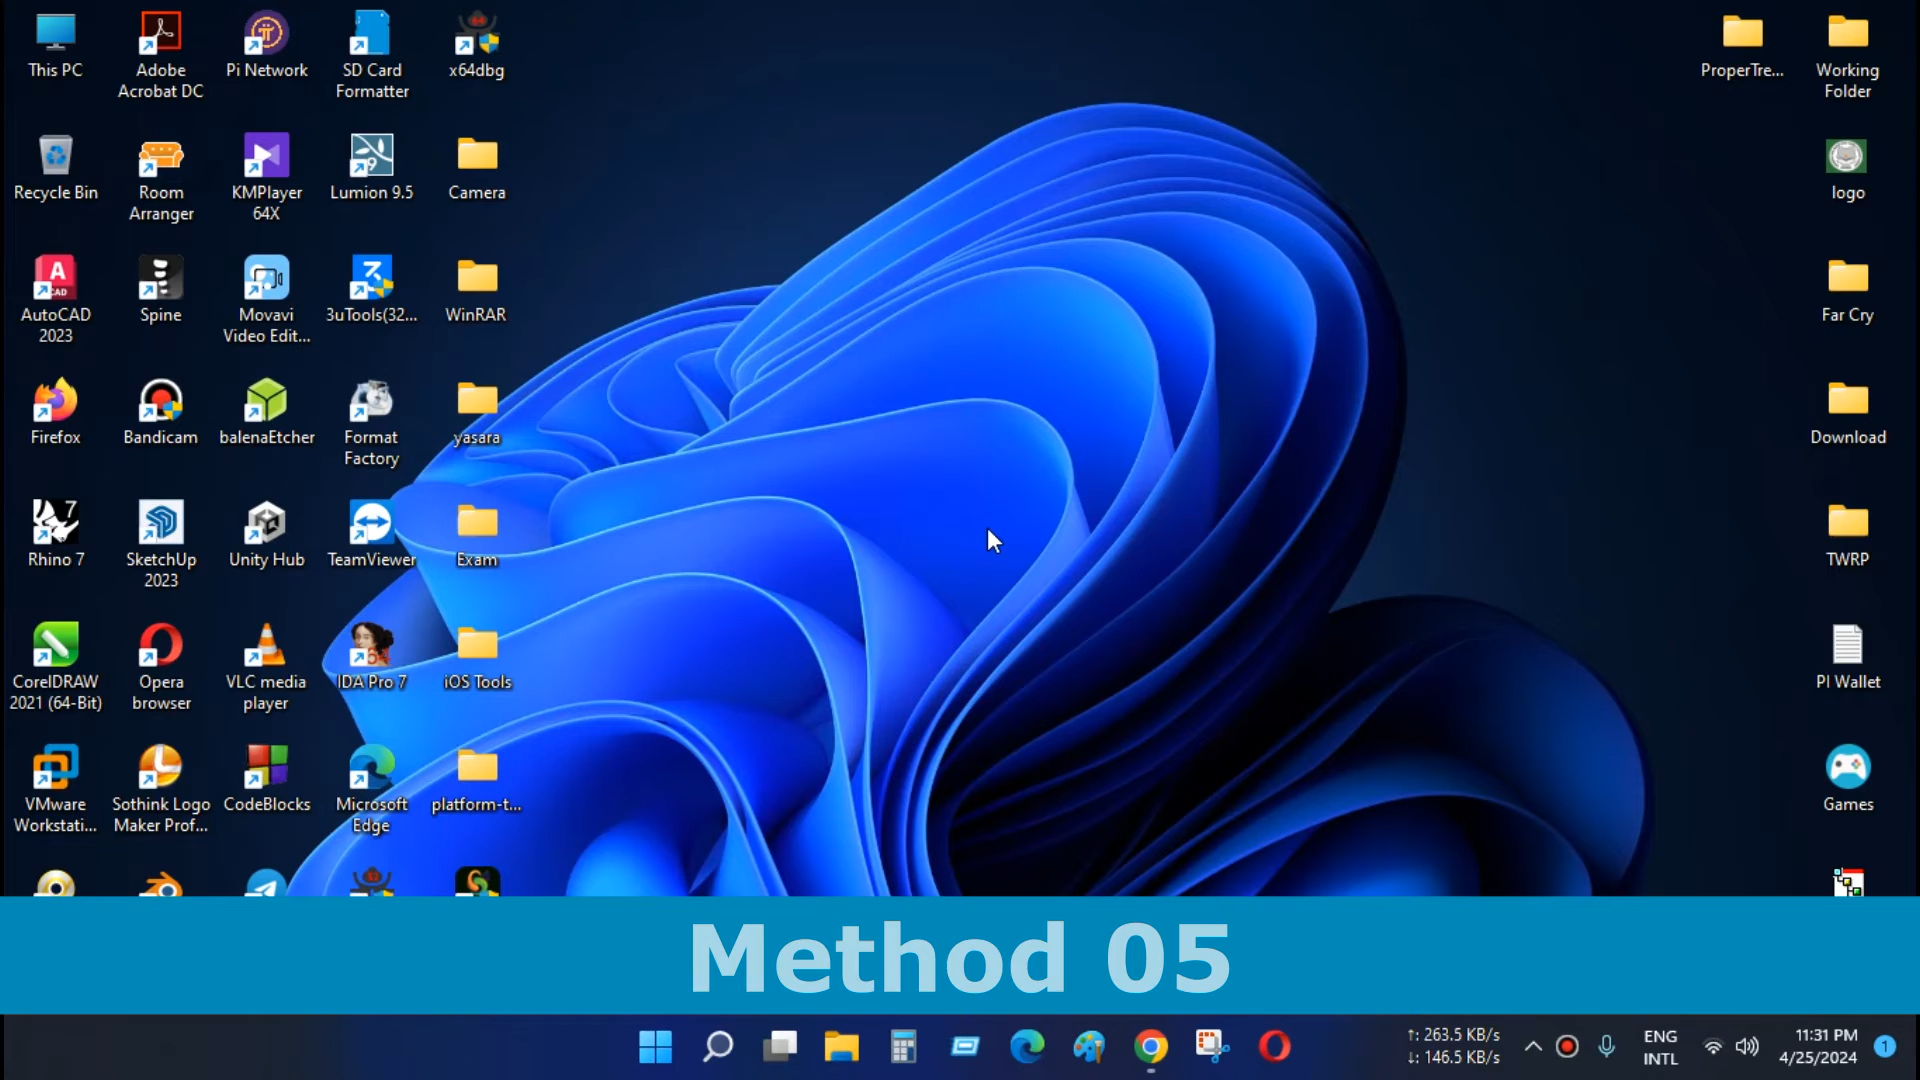 This PC
Adobe
Acrobat DC
Pi Network
SD Card
Formatter
x64dbg
ProperTre...
Working
Folder
Recycle Bin
Room
Arranger
KMPlayer
64X
Lumion 9.5
Camera
logo
AutoCAD
2023
Spine
Movavi
Video Edit...
3uTools(32...
WinRAR
Far Cry
Firefox
Bandicam
balenaEtcher
Format
Factory
yasara
Download
Rhino 7
SketchUp
2023
Unity Hub
TeamViewer
Exam
TWRP
CorelDRAW
2021 (64-Bit)
Opera
browser
VLC media
player
IDA Pro 7
iOS Tools
PI Wallet
VMware
Workstati...
Sothink Logo
Maker Prof...
CodeBlocks
Microsoft
Edge
platform-t...
Games
Method 05
↑: 263.5 KB/s
↓: 146.5 KB/s
ENG
INTL
11:31 PM
4/25/2024
1